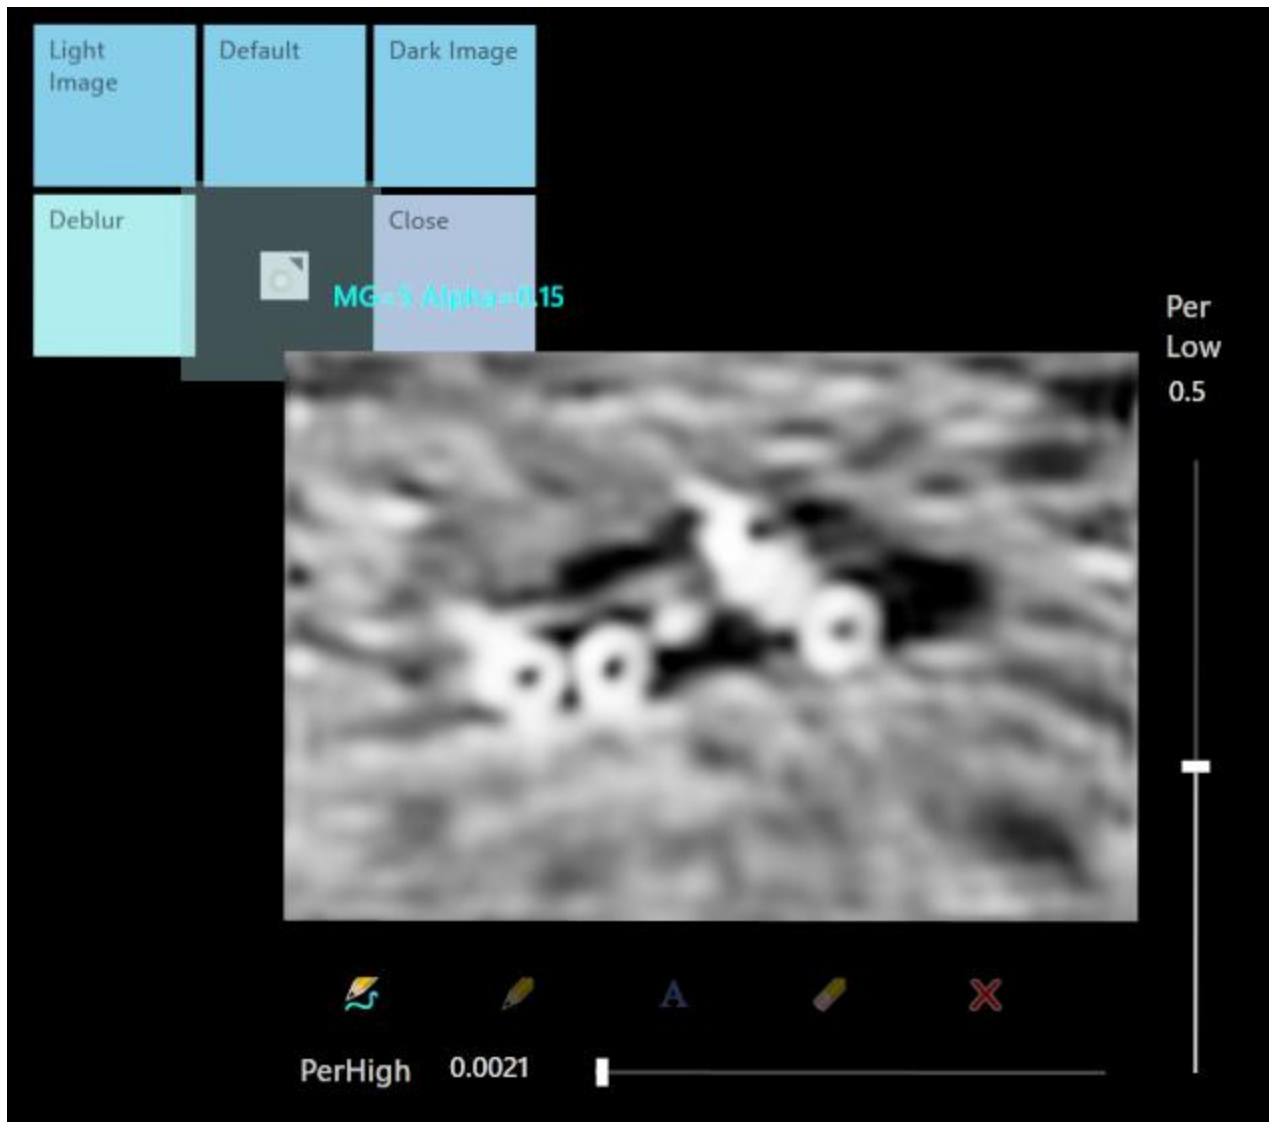 Light
Image
Default
Dark Image
Deblur
Close
MG=5 Alpha=0.15
Per
Low
0.5
A
PerHigh
0.0021